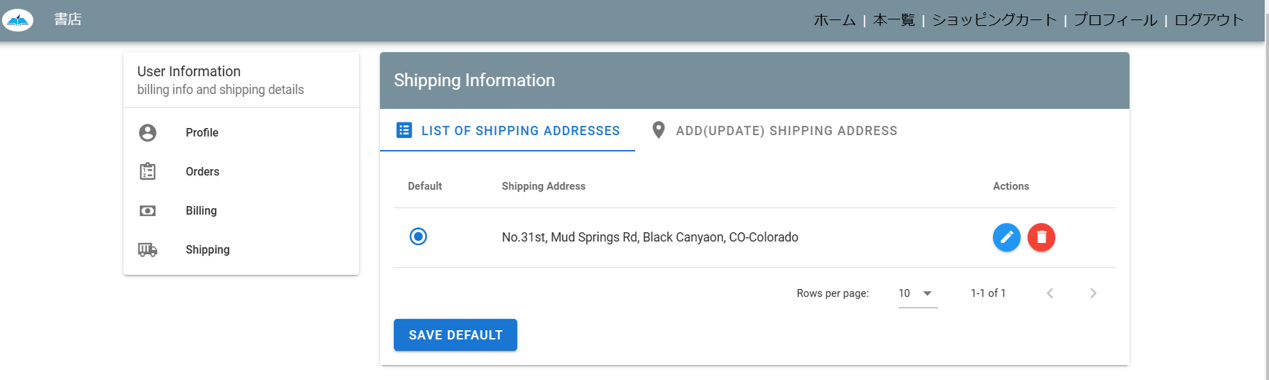 書店
ホーム | 本一覧 | ショッピングカート | プロフィール | ログアウト
User Information
billing info and shipping details
Profile
Orders
Billing
Shipping
Shipping Information
LIST OF SHIPPING ADDRESSES
ADD(UPDATE) SHIPPING ADDRESS
Default Shipping Address Actions
No.31st, Mud Springs Rd, Black Canyaon, CO-Colorado
Rows per page: 10 1-1 of 1
SAVE DEFAULT